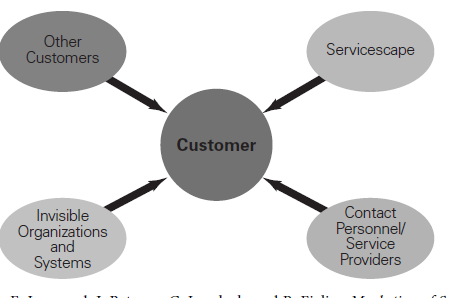 Other
Customers
Servicescape
Customer
Invisible
Organizations
and
Systems
Contact
Personnel/
Service
Providers